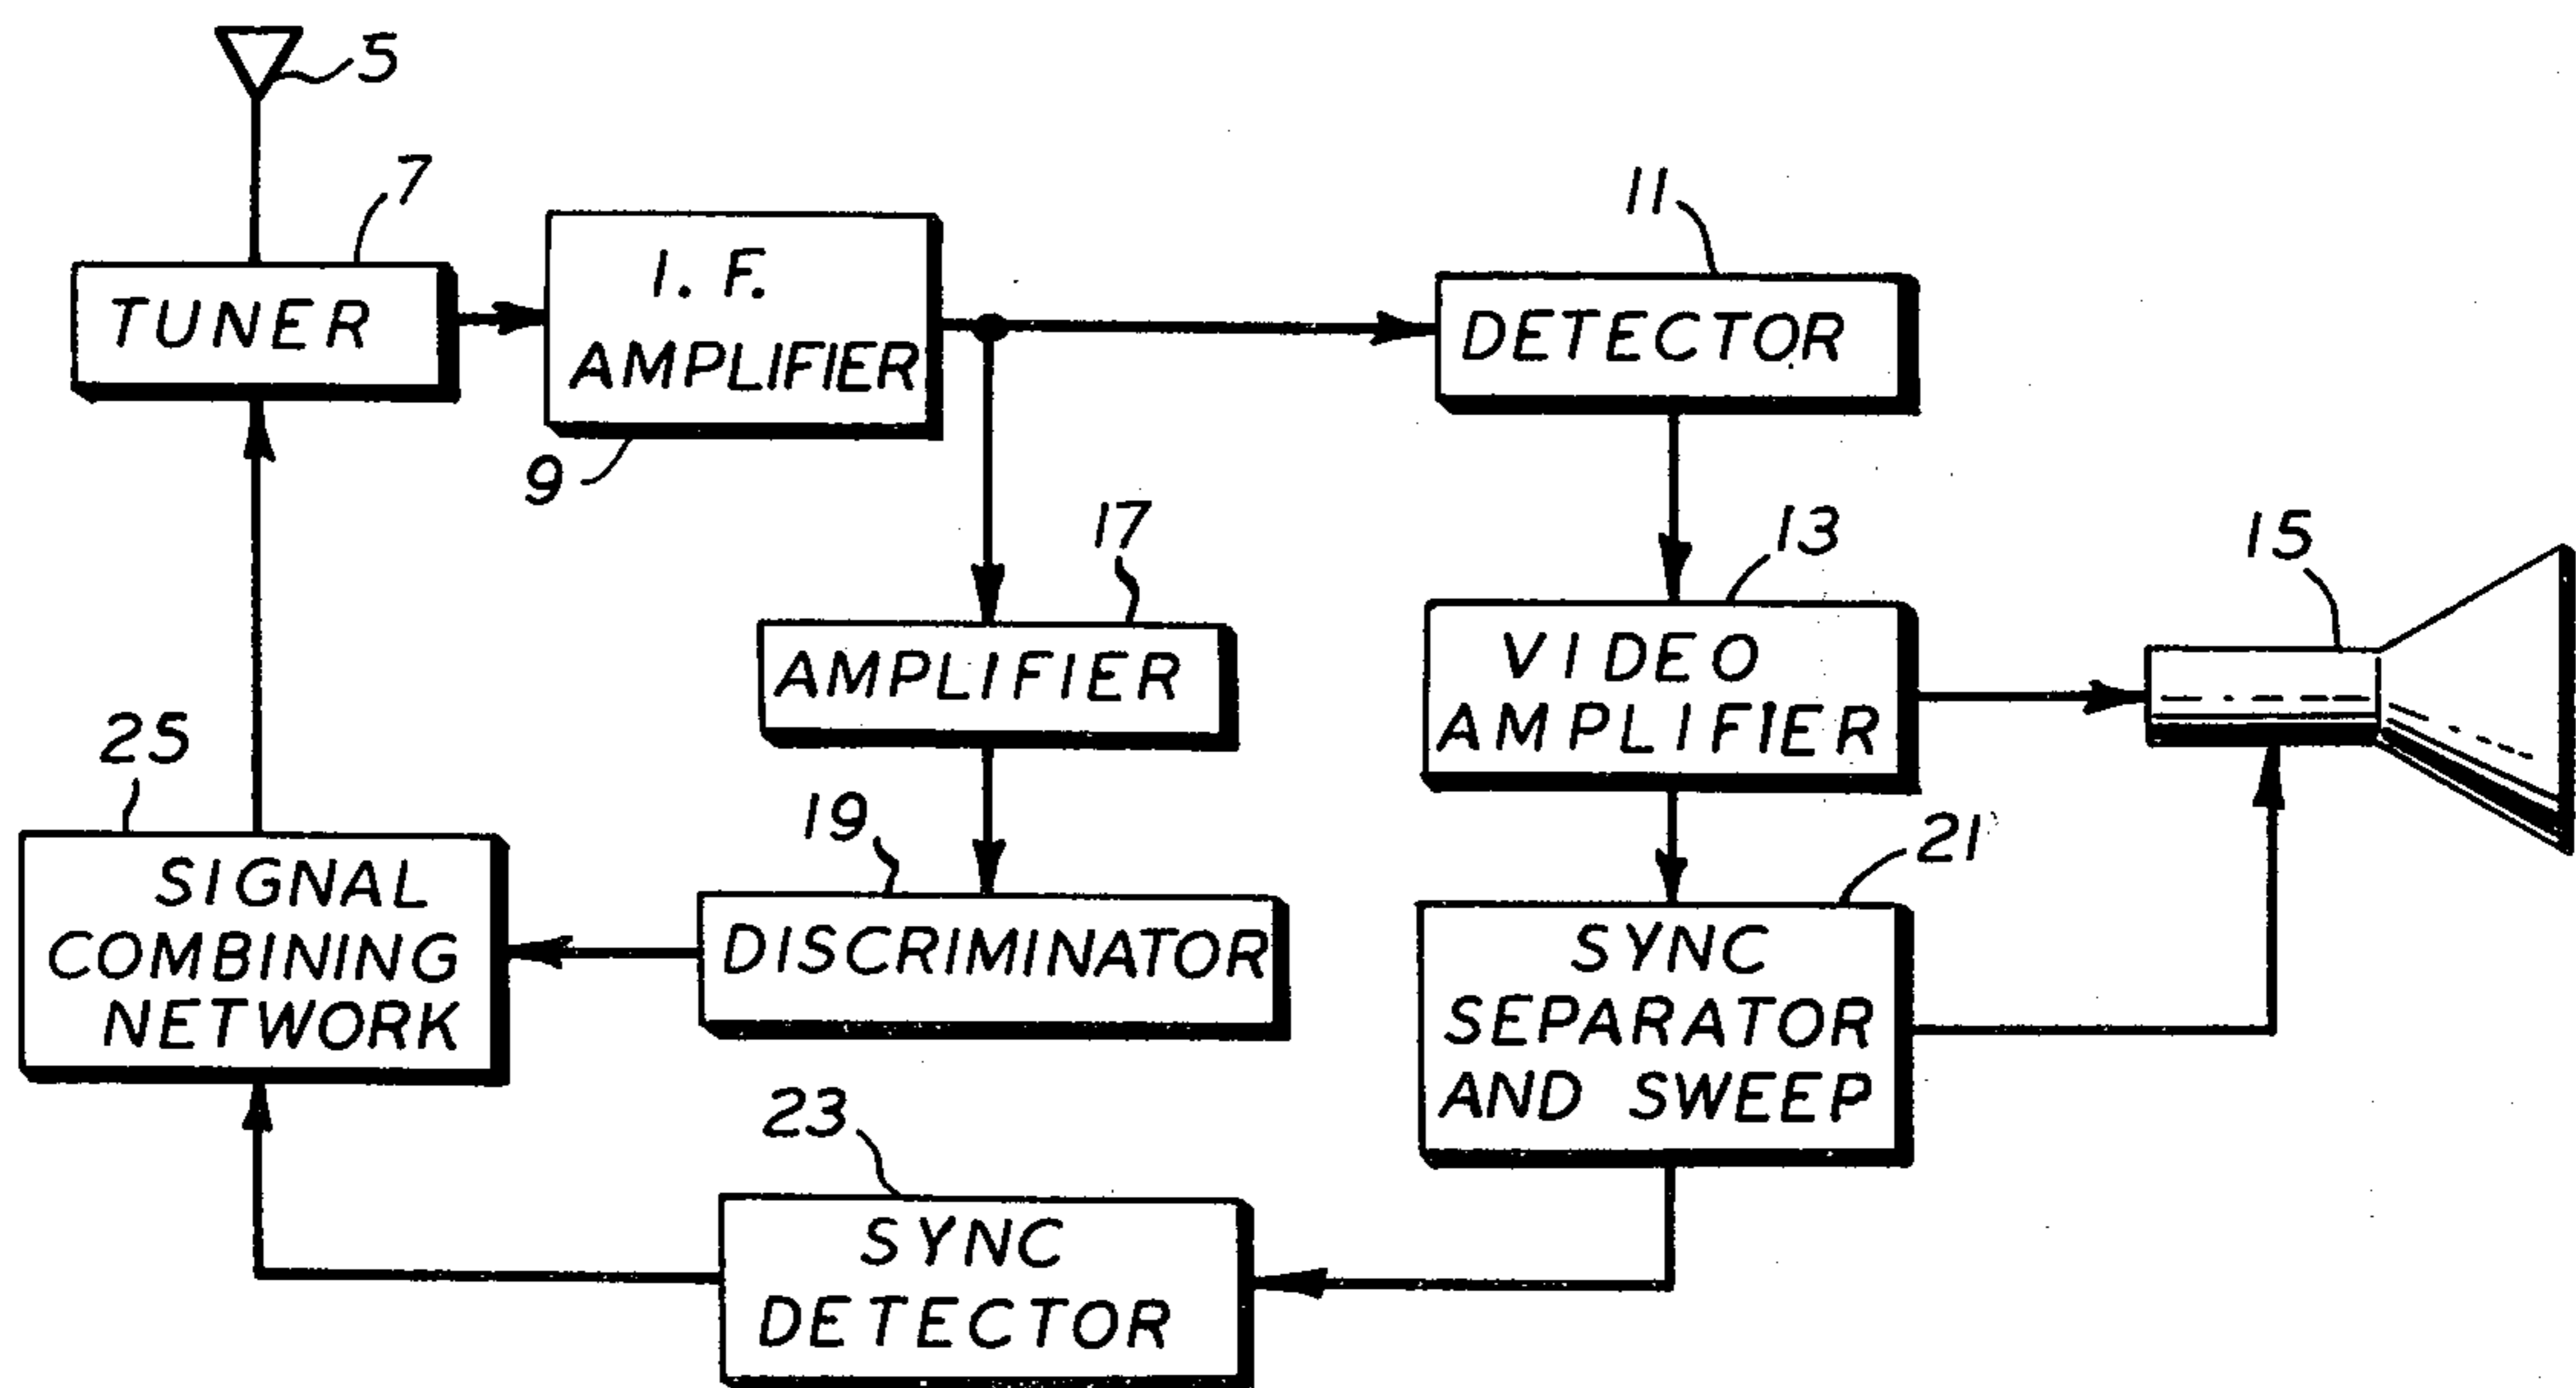 5
7
TUNER
I. F.
AMPLIFIER
9
11
DETECTOR
17
AMPLIFIER
13
VIDEO
AMPLIFIER
15
25
SIGNAL
COMBINING
NETWORK
19
DISCRIMINATOR
21
SYNC
SEPARATOR
AND SWEEP
23
SYNC
DETECTOR